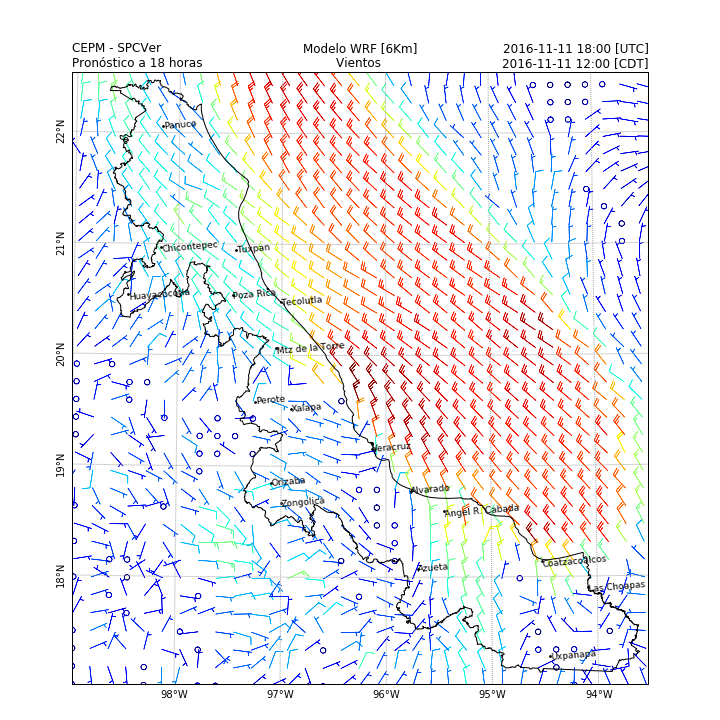 CEPM - SPCVer
Pronóstico a 18 horas
Modelo WRF [6Km]
Vientos
2016-11-11 18:00 [UTC]
2016-11-11 12:00 [CDT]
22°N
21°N
20°N
19°N
18°N
Panuco
Chicontepec
Tuxpan
Huayacocotla
Poza Rica
Tecolutla
Mtz de la Torre
Perote
Xalapa
Veracruz
Orizaba
Zongolica
Alvarado
Angel R. Cabada
Azueta
Coatzacoalcos
Las Choapas
Uxpanapa
98°W 97°W 96°W 95°W 94°W